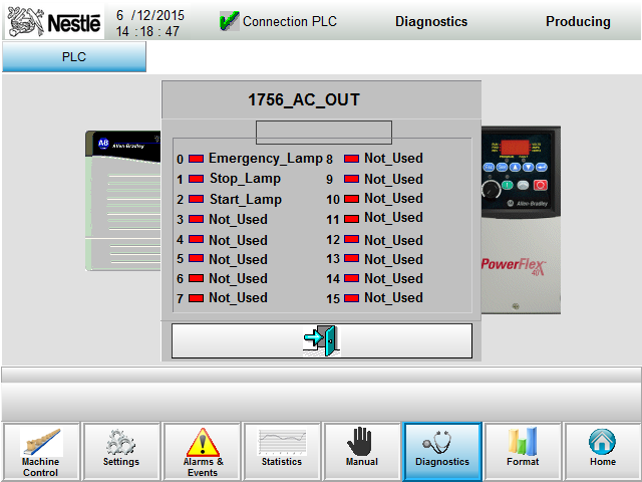 Nestlé
6 /12/2015
14 :18 : 47
Connection PLC
Diagnostics
Producing
PLC
1756_AC_OUT
AB Allen Bradley
0 Emergency_Lamp 8 Not_Used
1 Stop_Lamp 9 Not_Used
2 Start_Lamp 10 Not_Used
3 Not_Used 11 Not_Used
4 Not_Used 12 Not_Used
5 Not_Used 13 Not_Used
6 Not_Used 14 Not_Used
7 Not_Used 15 Not_Used
Allen-Bradley
PowerFlex
Machine Control
Settings
Alarms & Events
Statistics
Manual
Diagnostics
Format
Home